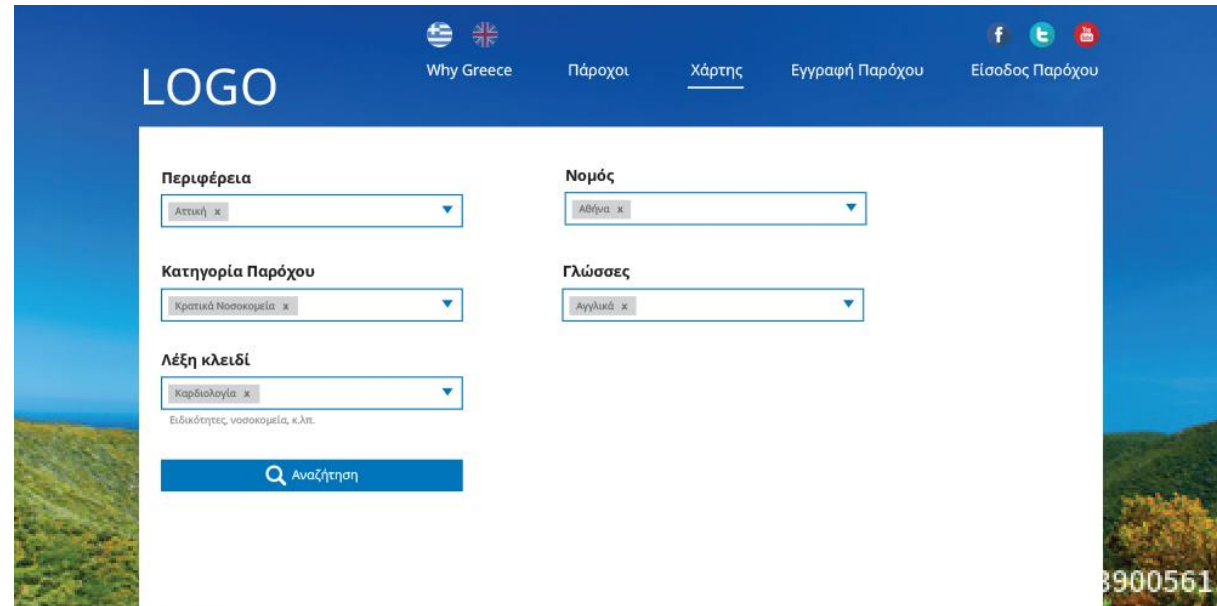 LOGO
Why Greece Πάροχοι Χάρτης Εγγραφή Παρόχου Είσοδος Παρόχου
Περιφέρεια Νομός
Αττική x Αθήνα x
Κατηγορία Παρόχου Γλώσσες
Κρατικά Νοσοκομεία x Αγγλικά x
Λέξη κλειδί
Καρδιολογία x
Ειδικότητες, νοσοκομεία, κ.λπ.
Αναζήτηση